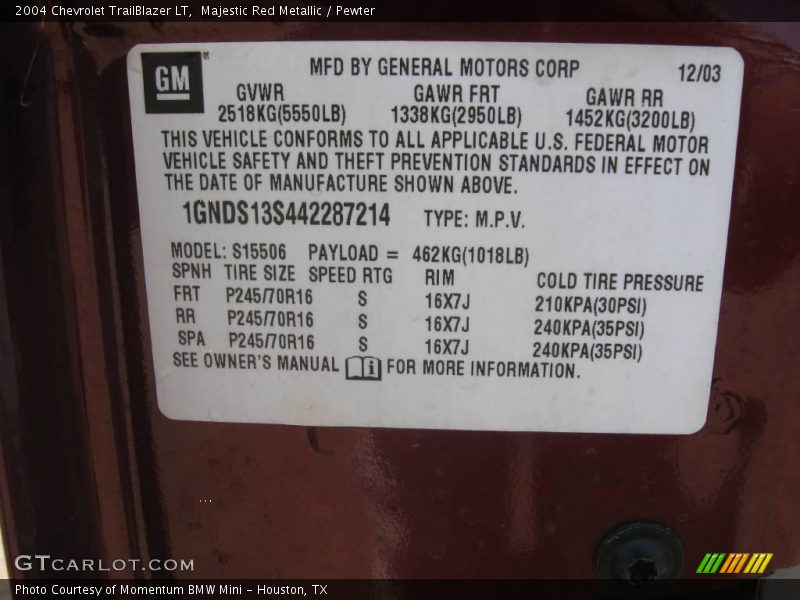 2004 Chevrolet TrailBlazer LT,  Majestic Red Metallic / Pewter
GM
MFD BY GENERAL MOTORS CORP 12/03
GVWR GAWR FRT GAWR RR
2518KG(5550LB) 1338KG(2950LB) 1452KG(3200LB)
THIS VEHICLE CONFORMS TO ALL APPLICABLE U.S. FEDERAL MOTOR
VEHICLE SAFETY AND THEFT PREVENTION STANDARDS IN EFFECT ON
THE DATE OF MANUFACTURE SHOWN ABOVE.
1GNDS13S442287214 TYPE: M.P.V.
MODEL: S15506 PAYLOAD = 462KG(1018LB)
SPNH TIRE SIZE SPEED RTG RIM COLD TIRE PRESSURE
FRT P245/70R16 S 16X7J 210KPA(30PSI)
RR P245/70R16 S 16X7J 240KPA(35PSI)
SPA P245/70R16 S 16X7J 240KPA(35PSI)
SEE OWNER'S MANUAL i FOR MORE INFORMATION.
GTCARLOT.COM
Photo Courtesy of Momentum BMW Mini - Houston, TX